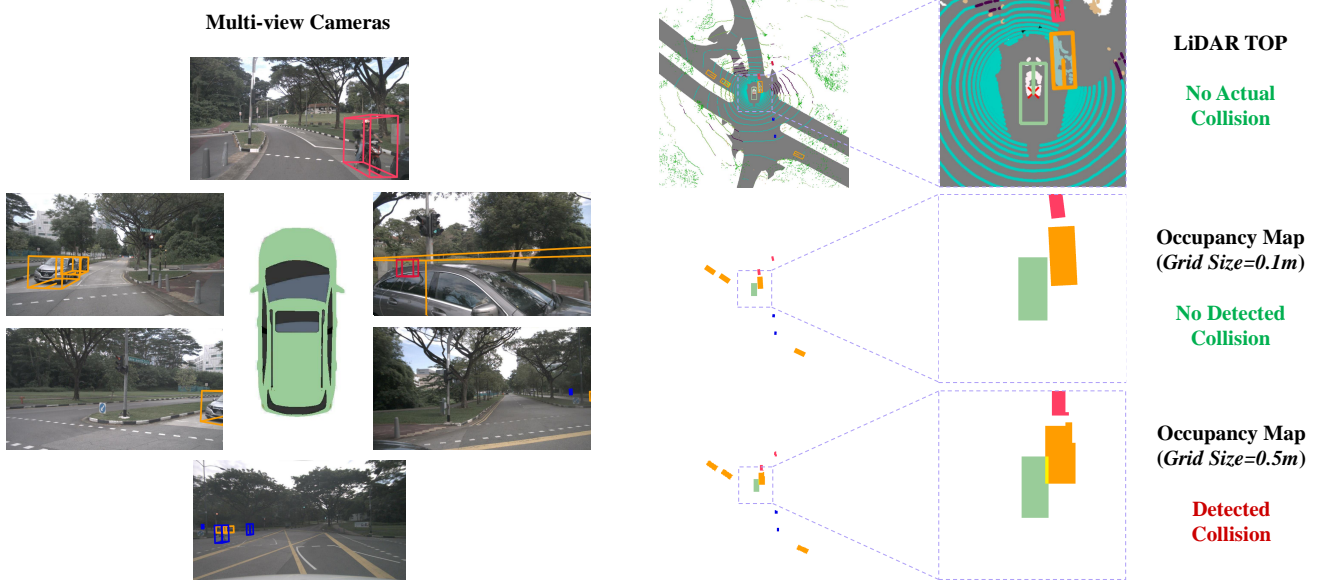 Multi-view Cameras
LiDAR TOP
No Actual
Collision
Occupancy Map
(Grid Size=0.1m)
No Detected
Collision
Occupancy Map
(Grid Size=0.5m)
Detected
Collision